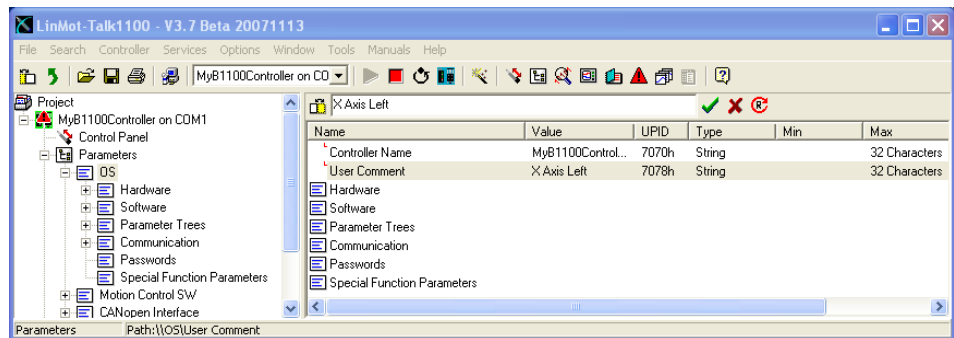 LinMot-Talk1100 - V3.7 Beta 20071113
File Search Controller Services Options Window Tools Manuals Help
MyB1100Controller on CO
Project
MyB1100Controller on COM1
Control Panel
Parameters
OS
Hardware
Software
Parameter Trees
Communication
Passwords
Special Function Parameters
Motion Control SW
CANopen Interface
X Axis Left
Name Value UPID Type Min Max
Controller Name MyB1100Control... 7070h String 32 Characters
User Comment X Axis Left 7078h String 32 Characters
Hardware
Software
Parameter Trees
Communication
Passwords
Special Function Parameters
Parameters Path:\\OS\User Comment